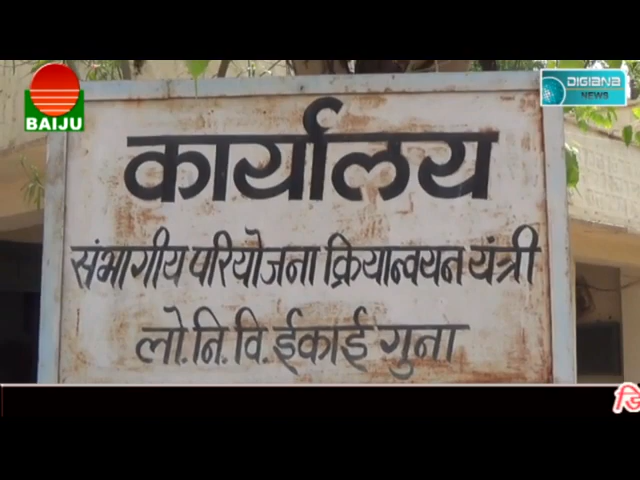 BAIJU
DIGIANA
NEWS
कार्यालय
संभागीय परियोजना क्रियान्वयन यंत्री
लो.नि.वि.ईकाई गुना
डि